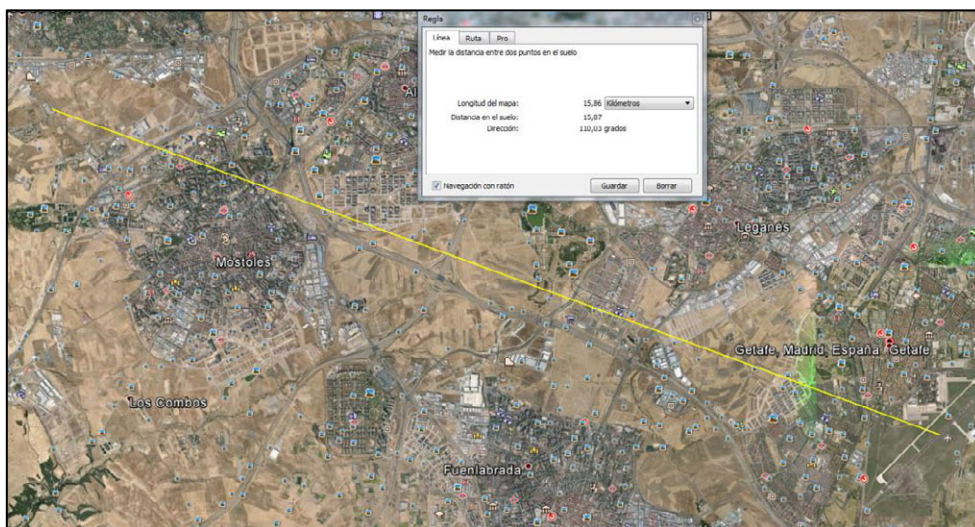 Regla
Línea Ruta Pro
Medir la distancia entre dos puntos en el suelo
Longitud del mapa: 15,86 Kilómetros
Distancia en el suelo: 15,87
Dirección: 110,03 grados
Navegación con ratón Guardar Borrar
Al
Leganes
Móstoles
Getafe, Madrid, España Getafe
Los Combos
Fuenlabrada